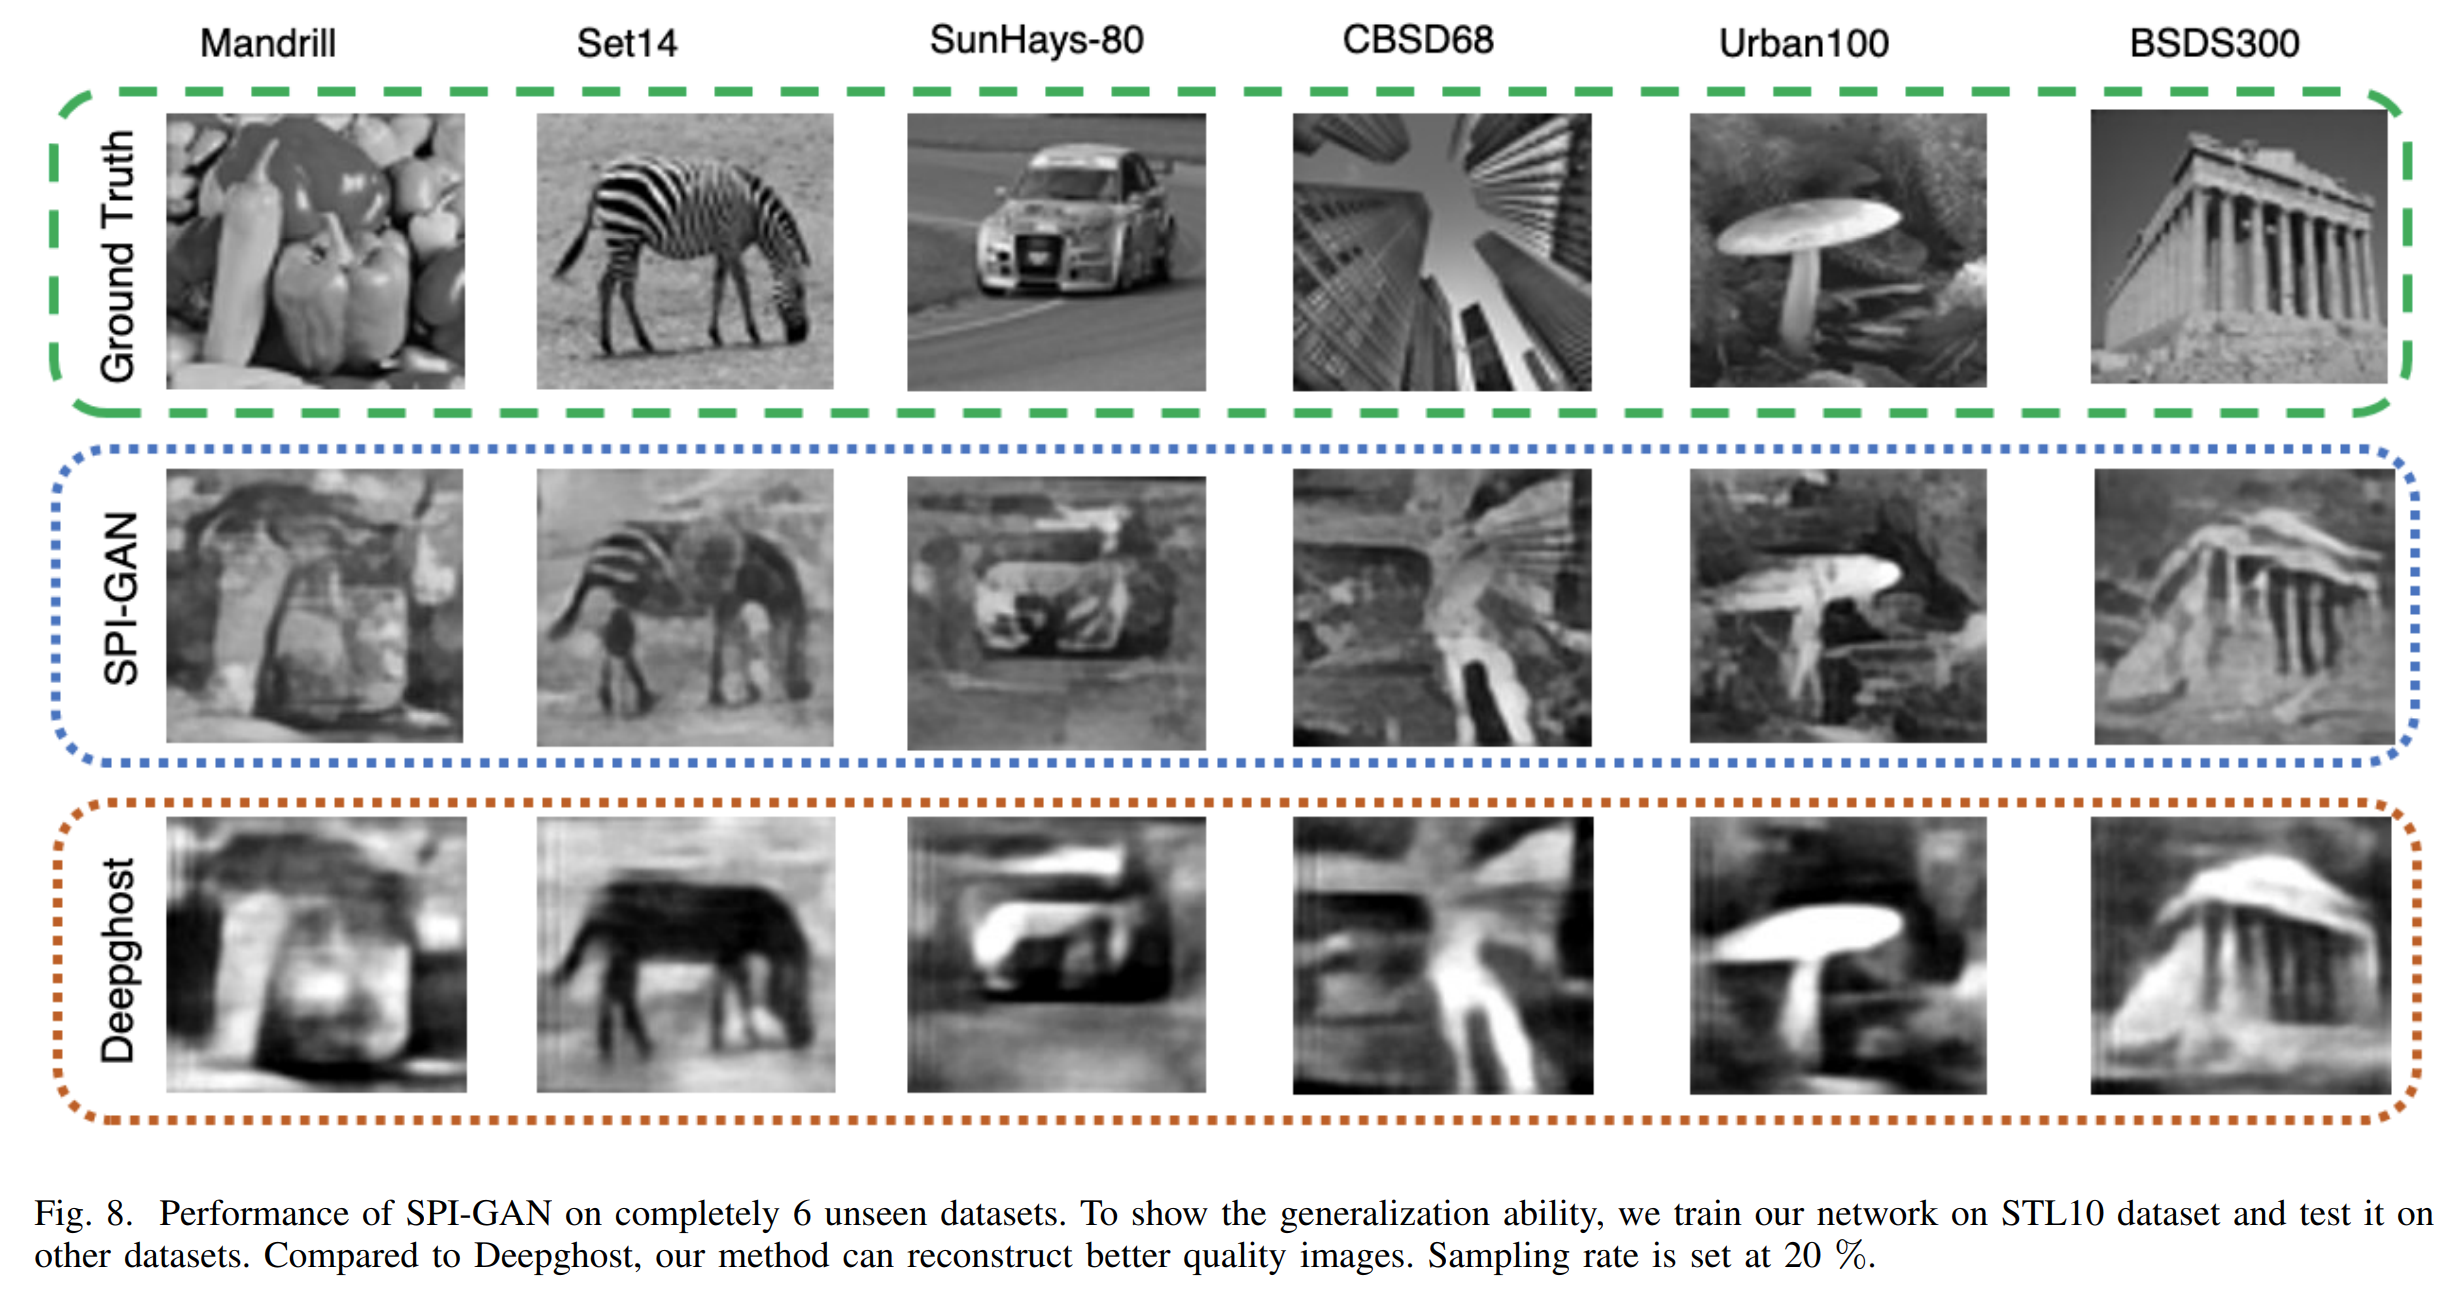 Mandrill Set14 SunHays-80 CBSD68 Urban100 BSDS300
Ground Truth
SPI-GAN
Deepghost
Fig. 8. Performance of SPI-GAN on completely 6 unseen datasets. To show the generalization ability, we train our network on STL10 dataset and test it on
other datasets. Compared to Deepghost, our method can reconstruct better quality images. Sampling rate is set at 20 %.